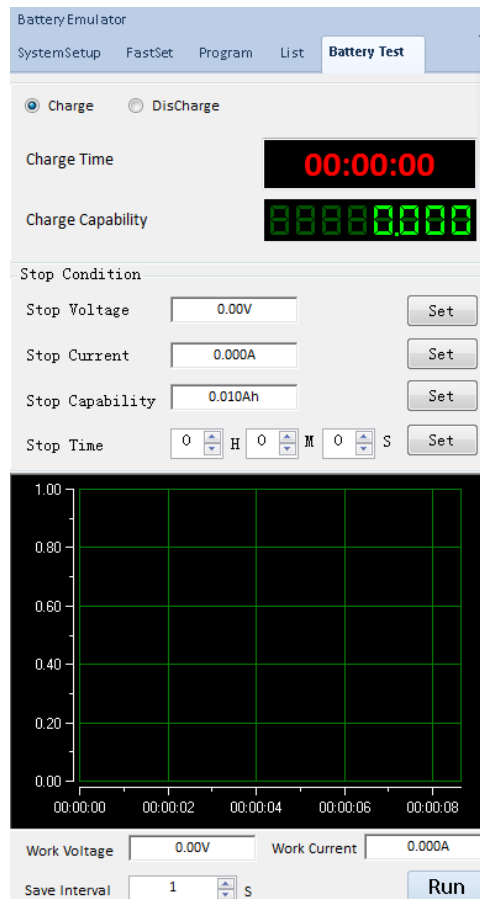 BatteryEmulator
SystemSetup FastSet Program List Battery Test
Charge DisCharge
Charge Time 00:00:00
Charge Capability 0.000
Stop Condition
Stop Voltage 0.00V Set
Stop Current 0.000A Set
Stop Capability 0.010Ah Set
Stop Time 0 H 0 M 0 S Set
1.00
0.80
0.60
0.40
0.20
0.00
00:00:00 00:00:02 00:00:04 00:00:06 00:00:08
Work Voltage 0.00V Work Current 0.000A
Save Interval 1 S Run